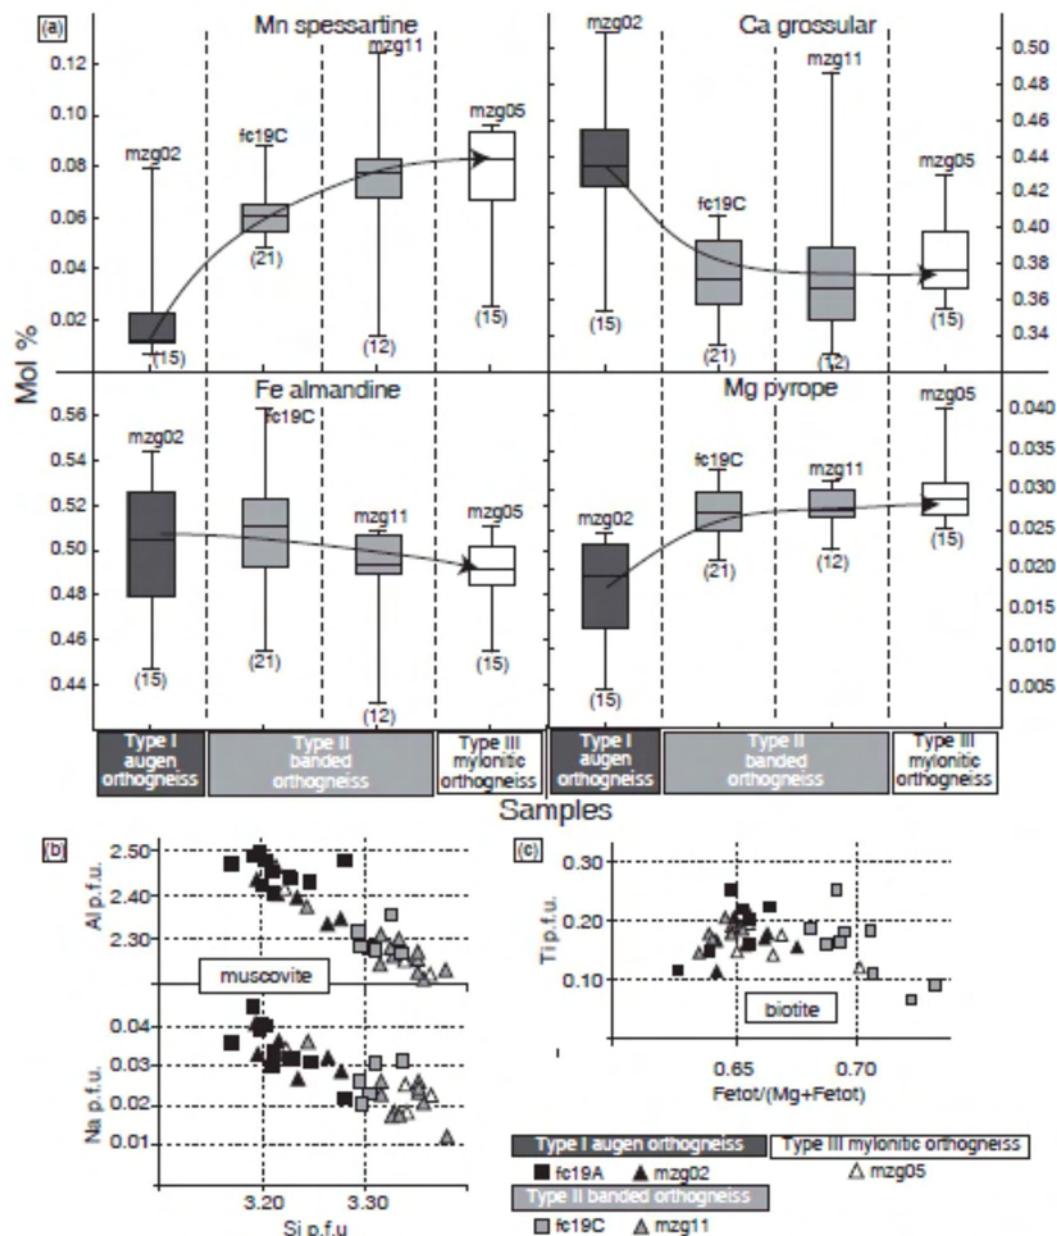 (a)
Mn spessartine
Ca grossular
mzg02
fc19C
mzg11
mzg05
mzg02
fc19C
mzg11
mzg05
0.12
0.10
0.08
0.06
0.04
0.02
0.50
0.48
0.46
0.44
0.42
0.40
0.38
0.36
0.34
(15)
(21)
(12)
(15)
(15)
(21)
(12)
(15)
Mol %
Fe almandine
Mg pyrope
mzg02
fc19C
mzg11
mzg05
mzg02
fc19C
mzg11
mzg05
0.56
0.54
0.52
0.50
0.48
0.46
0.44
0.040
0.035
0.030
0.025
0.020
0.015
0.010
0.005
(15)
(21)
(12)
(15)
(15)
(21)
(12)
(15)
Type I
augen
orthogneiss
Type II
banded
orthogneiss
Type III
mylonitic
orthogneiss
Type I
augen
orthogneiss
Type II
banded
orthogneiss
Type III
mylonitic
orthogneiss
Samples
(b)
Al p.f.u.
2.50
2.40
2.30
muscovite
Na p.f.u.
0.04
0.03
0.02
0.01
3.20
3.30
Si p.f.u
(c)
Ti p.f.u.
0.30
0.20
0.10
biotite
0.65
0.70
Fetot/(Mg+Fetot)
Type I augen orthogneiss
Type III mylonitic orthogneiss
fc19A
mzg02
mzg05
Type II banded orthogneiss
fc19C
mzg11